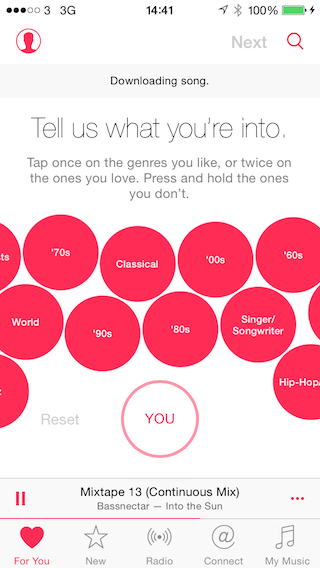 3 3G 14:41 100%
Next
Downloading song.
Tell us what you're into.
Tap once on the genres you like, or twice on
the ones you love. Press and hold the ones
you don't.
sts
'70s
Classical
'00s
'60s
World
'90s
'80s
Singer/
Songwriter
Hip-Hop/
Reset
YOU
Mixtape 13 (Continuous Mix)
Bassnectar — Into the Sun
For You New Radio Connect My Music